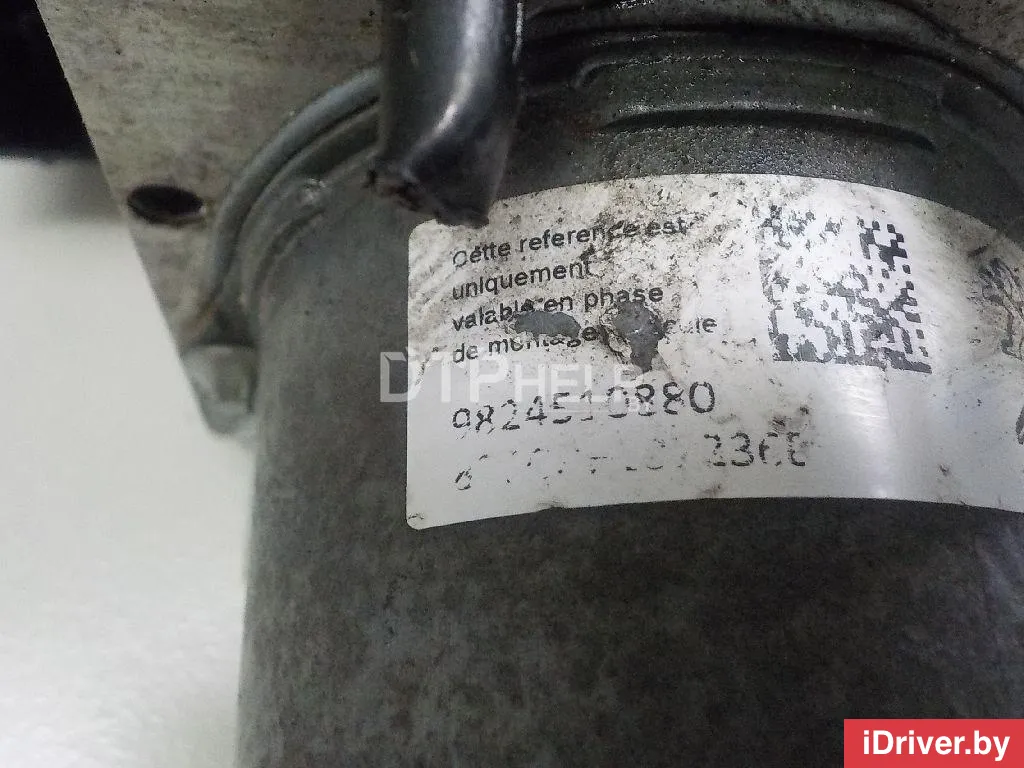 Cette reference est
uniquement
valable en phase
de montage
9824510880
DTPHELP
iDriver.by